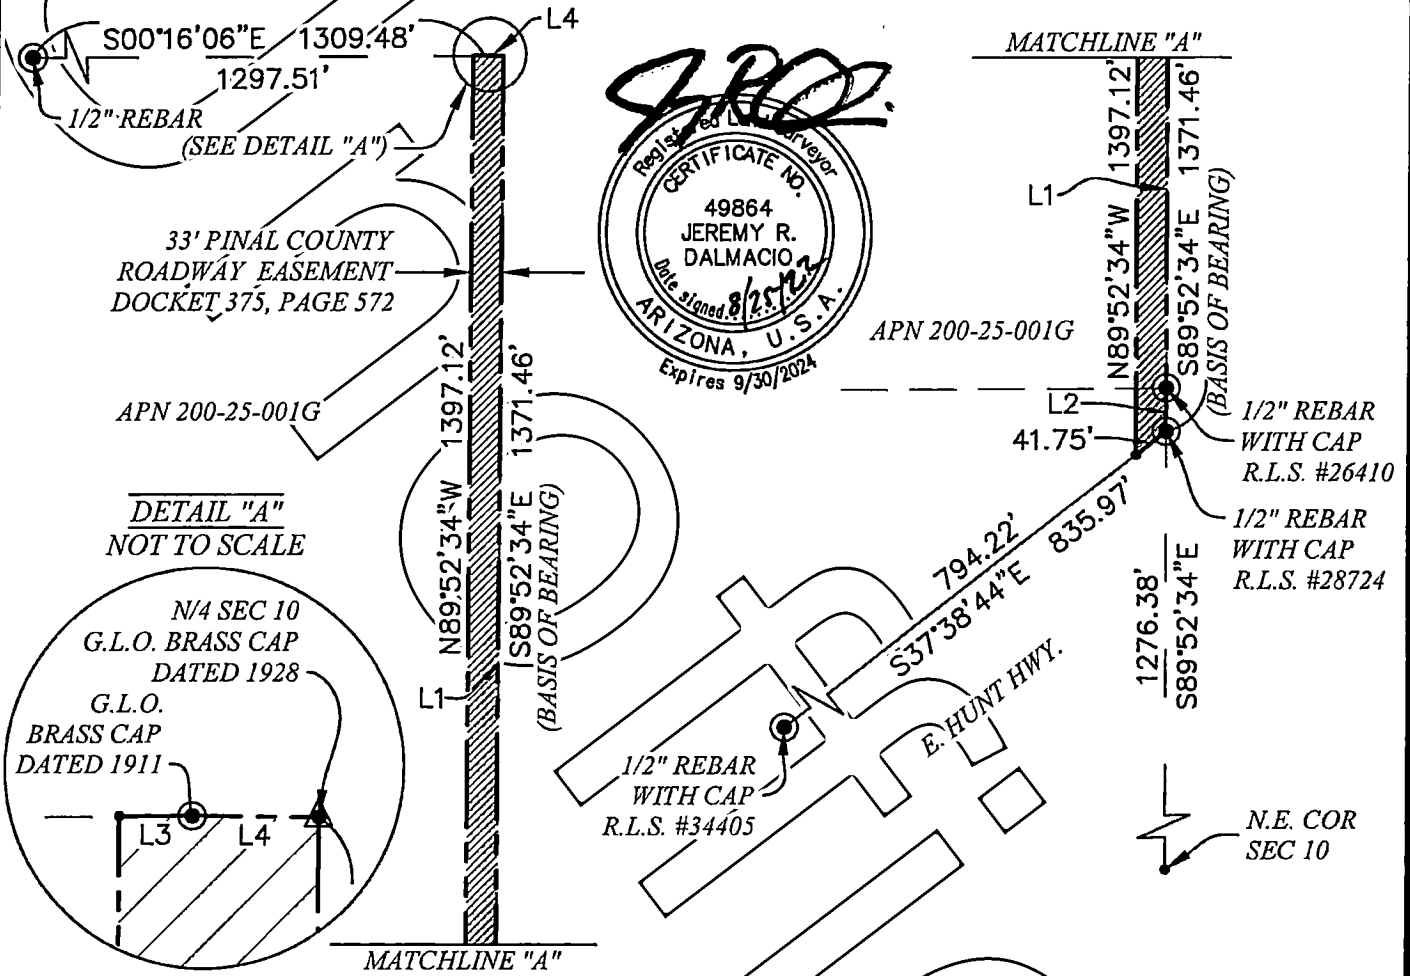 S00°16'06"E 1309.48'
1297.51'
L4
1/2" REBAR
(SEE DETAIL "A")
33' PINAL COUNTY
ROADWAY EASEMENT
DOCKET 375, PAGE 572
APN 200-25-001G
N89°52'34"W 1397.12'
S89°52'34"E 1371.46'
(BASIS OF BEARING)
L1
MATCHLINE "A"
DETAIL "A"
NOT TO SCALE
N/4 SEC 10
G.L.O. BRASS CAP
DATED 1928
G.L.O.
BRASS CAP
DATED 1911
L3
L4
Registered Land Surveyor
CERTIFICATE NO.
49864
JEREMY R.
DALMACIO
Date signed 8/25/22
ARIZONA, U.S.A.
Expires 9/30/2024
MATCHLINE "A"
N89°52'34"W 1397.12'
S89°52'34"E 1371.46'
(BASIS OF BEARING)
L1
APN 200-25-001G
L2
41.75'
1/2" REBAR
WITH CAP
R.L.S. #26410
1/2" REBAR
WITH CAP
R.L.S. #28724
794.22'
835.97'
S37°38'44"E
E. HUNT HWY.
1/2" REBAR
WITH CAP
R.L.S. #34405
1276.38'
S89°52'34"E
N.E. COR
SEC 10